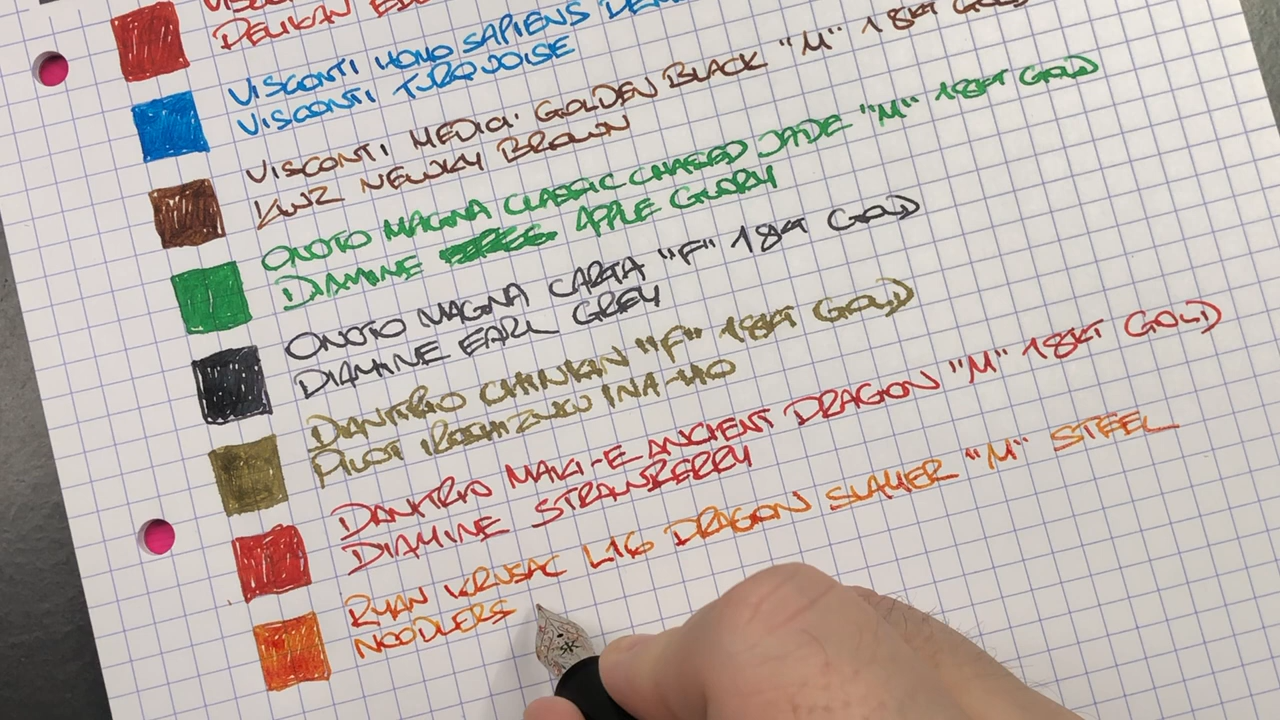 PELIKAN
VISCONTI HOMO SAPIENS
VISCONTI TURQUOISE
VISCONTI MEDICI GOLDEN BLACK "M" 18KT GOLD
KWZ NEWKY BROWN
ONOTO MAGNA CLASSIC CHASED JADE "M" 18KT GOLD
DIAMINE APPLE GLORY
ONOTO MAGNA CARTA "F" 18KT GOLD
DIAMINE EARL GREY
DANITRIO CHINKIN "F" 18KT GOLD
PILOT IROSHIZUKU INA-HO
DANITRIO MAKI-E ANCIENT DRAGON "M" 18KT GOLD
DIAMINE STRAWBERRY
RYAN KRUSAC L16 DRAGON SLAYER "M" STEEL
NOODLERS
SK